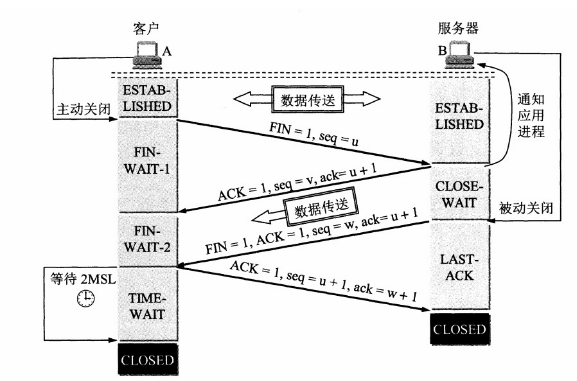 客户
服务器
A
B
ESTAB-
LISHED
数据传送
ESTAB-
LISHED
通知
应用
进程
主动关闭
FIN = 1, seq = u
FIN-
WAIT-1
ACK = 1, seq = v, ack= u + 1
CLOSE-
WAIT
数据传送
被动关闭
FIN-
WAIT-2
FIN = 1, ACK = 1, seq = w, ack= u + 1
LAST-
ACK
等待 2MSL
ACK = 1, seq = u + 1, ack = w + 1
TIME-
WAIT
CLOSED
CLOSED